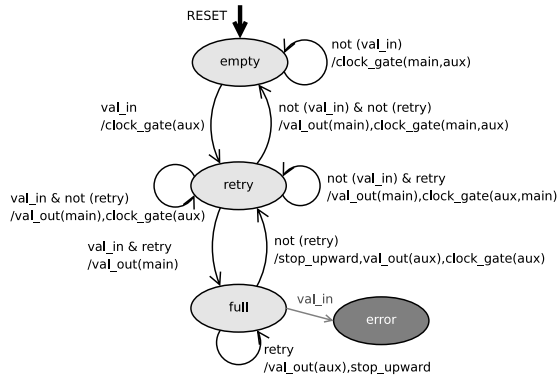 RESET
empty
not (val_in)
/clock_gate(main,aux)
val_in
/clock_gate(aux)
not (val_in) & not (retry)
/val_out(main),clock_gate(main,aux)
retry
not (val_in) & retry
/val_out(main),clock_gate(aux,main)
val_in & not (retry)
/val_out(main),clock_gate(aux)
val_in & retry
/val_out(main)
not (retry)
/stop_upward,val_out(aux),clock_gate(aux)
full
val_in
error
retry
/val_out(aux),stop_upward